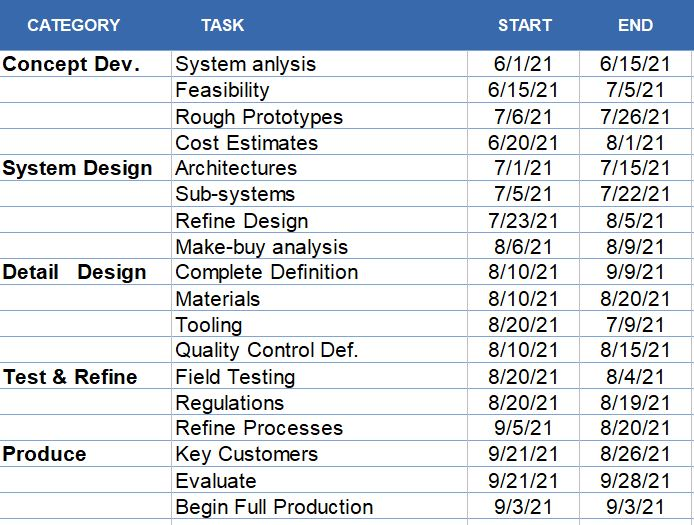 CATEGORY TASK START END
Concept Dev. System anlysis 6/1/21 6/15/21
Feasibility 6/15/21 7/5/21
Rough Prototypes 7/6/21 7/26/21
Cost Estimates 6/20/21 8/1/21
System Design Architectures 7/1/21 7/15/21
Sub-systems 7/5/21 7/22/21
Refine Design 7/23/21 8/5/21
Make-buy analysis 8/6/21 8/9/21
Detail Design Complete Definition 8/10/21 9/9/21
Materials 8/10/21 8/20/21
Tooling 8/20/21 7/9/21
Quality Control Def. 8/10/21 8/15/21
Test & Refine Field Testing 8/20/21 8/4/21
Regulations 8/20/21 8/19/21
Refine Processes 9/5/21 8/20/21
Produce Key Customers 9/21/21 8/26/21
Evaluate 9/21/21 9/28/21
Begin Full Production 9/3/21 9/3/21